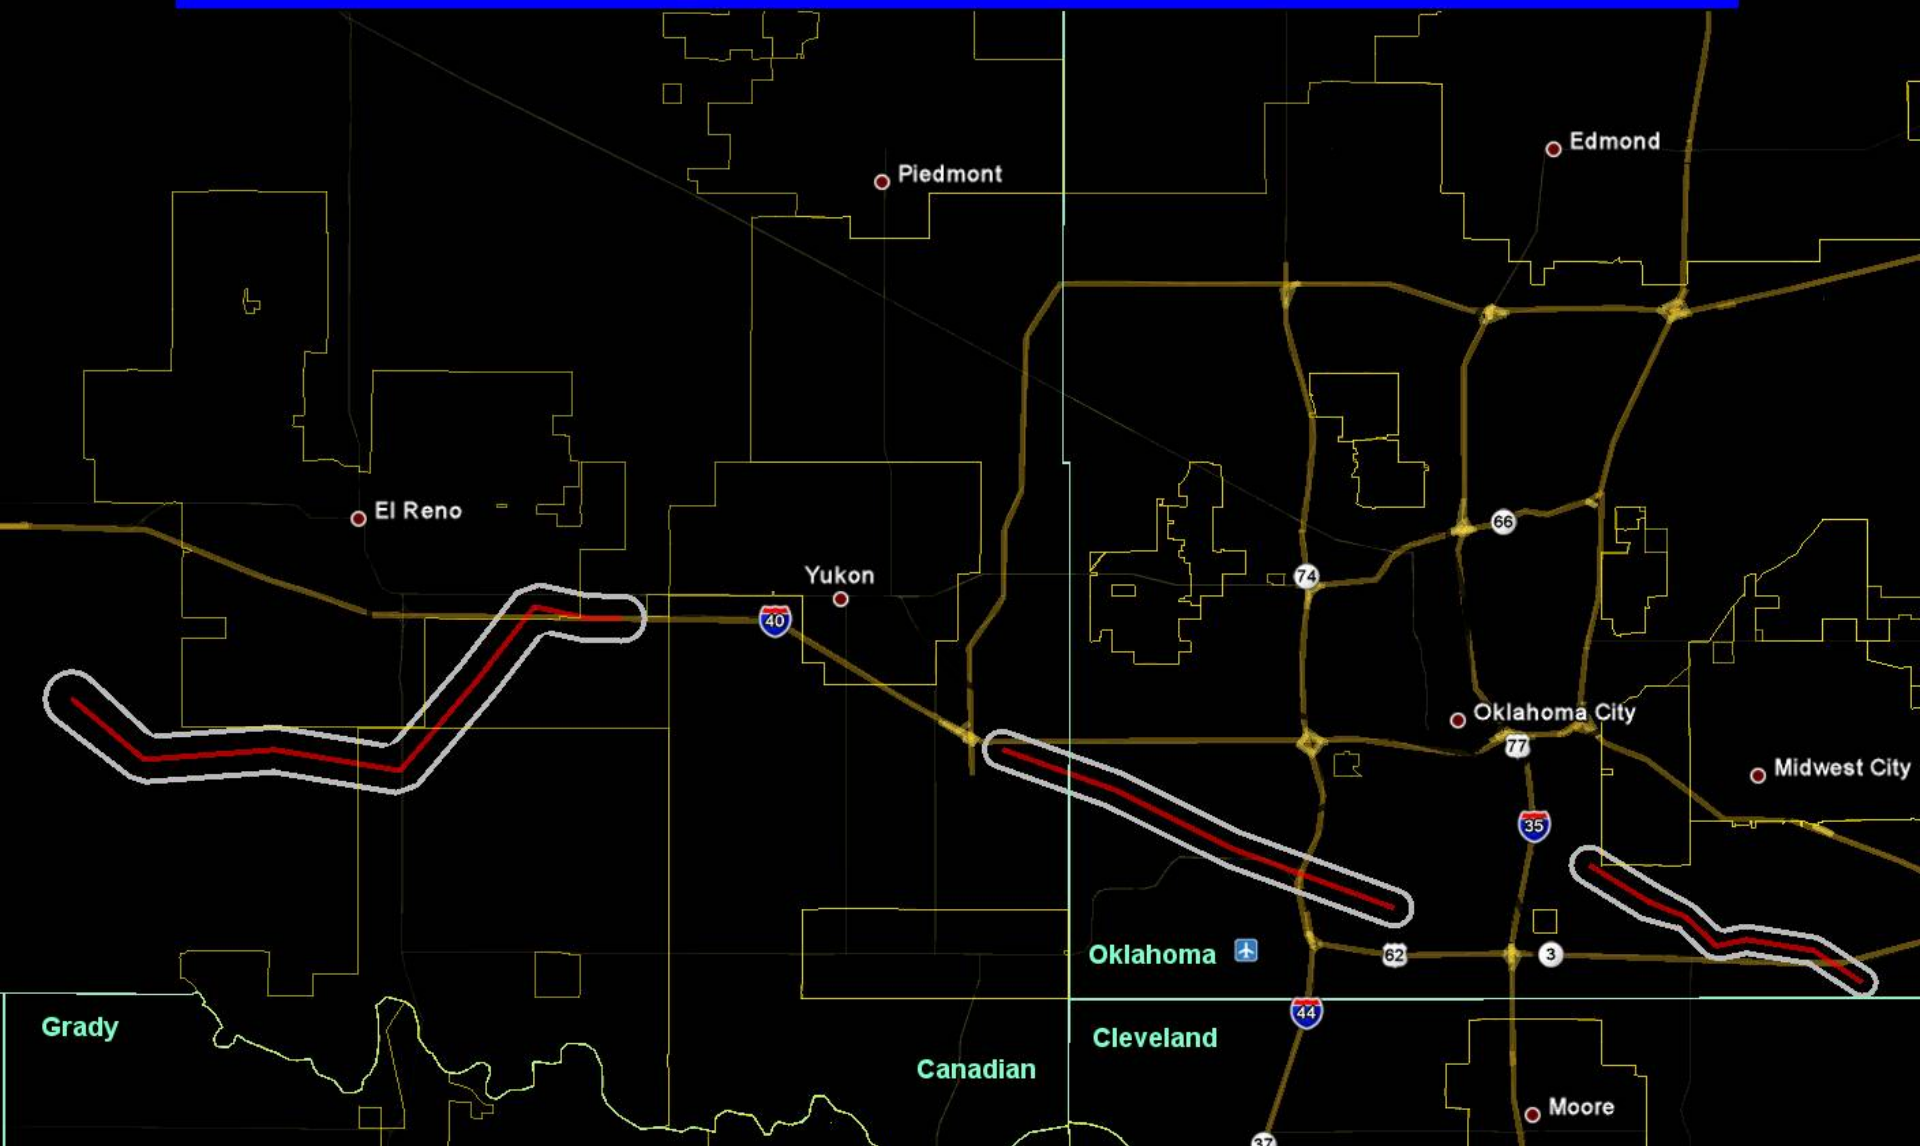 Edmond
Piedmont
El Reno
66
Yukon
74
40
Oklahoma City
77
Midwest City
35
Oklahoma
62
3
44
Grady
Cleveland
Canadian
Moore
37